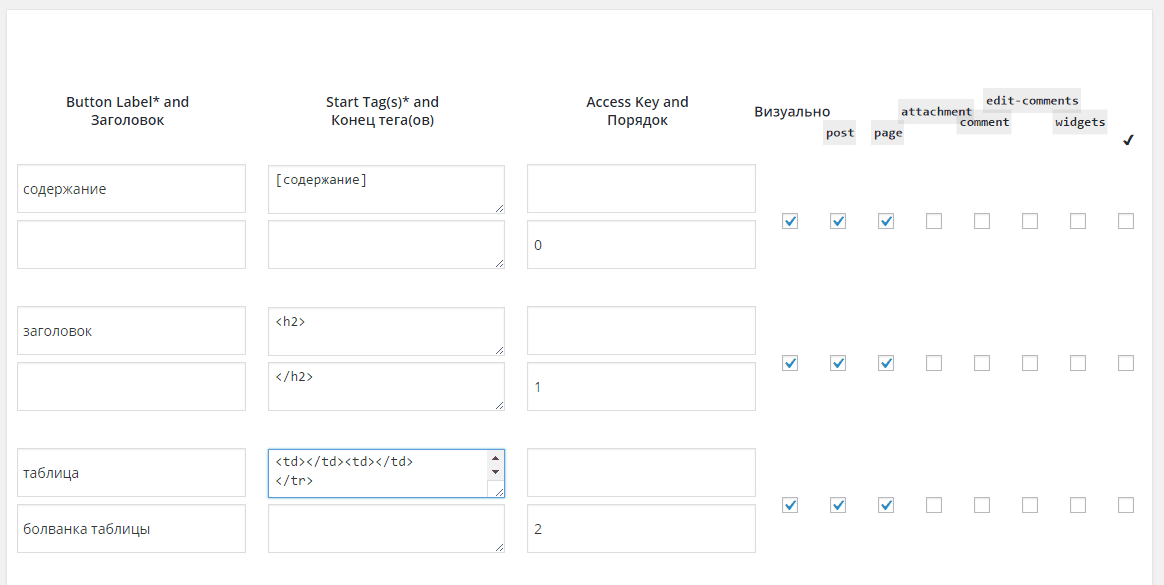 Button Label* and
Заголовок
Start Tag(s)* and
Конец тега(ов)
Access Key and
Порядок
Визуально
post
page
attachment
comment
edit-comments
widgets
✔
содержание
[содержание]
0
заголовок
<h2>
</h2>
1
таблица
<td></td><td></td>
</tr>
болванка таблицы
2